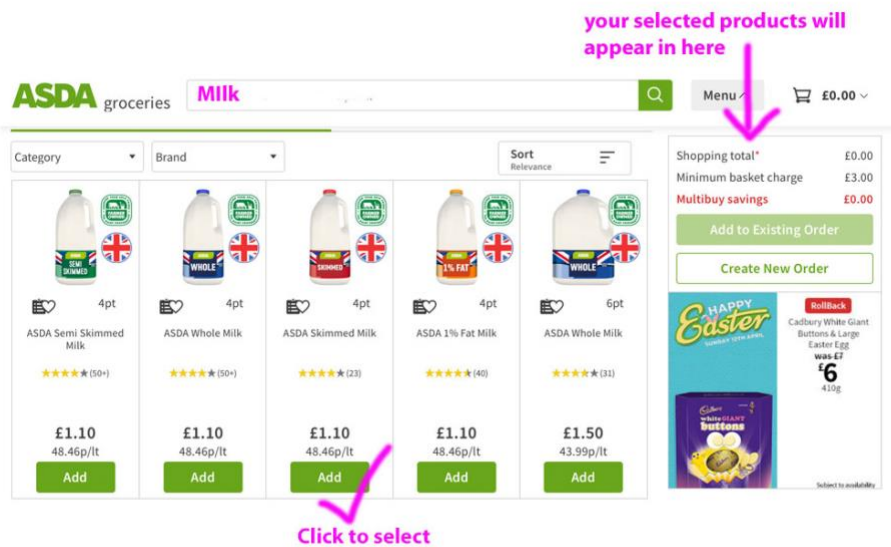 your selected products will
appear in here
ASDA groceries
MIlk
Menu
£0.00
Category
Brand
Sort
Relevance
Shopping total* £0.00
Minimum basket charge £3.00
Multibuy savings £0.00
Add to Existing Order
Create New Order
SEMI
SKIMMED
WHOLE
SKIMMED
1% FAT
WHOLE
4pt 4pt 4pt 4pt 6pt
ASDA Semi Skimmed
Milk
ASDA Whole Milk
ASDA Skimmed Milk
ASDA 1% Fat Milk
ASDA Whole Milk
(50+) (50+) (23) (40) (31)
£1.10 £1.10 £1.10 £1.10 £1.50
48.46p/lt 48.46p/lt 48.46p/lt 48.46p/lt 43.99p/lt
Add Add Add Add Add
HAPPY
Easter
SUNDAY 12TH APRIL
Cadbury
white GIANT
buttons
RollBack
Cadbury White Giant
Buttons & Large
Easter Egg
was £7
£6
410g
Subject to availability
Click to select